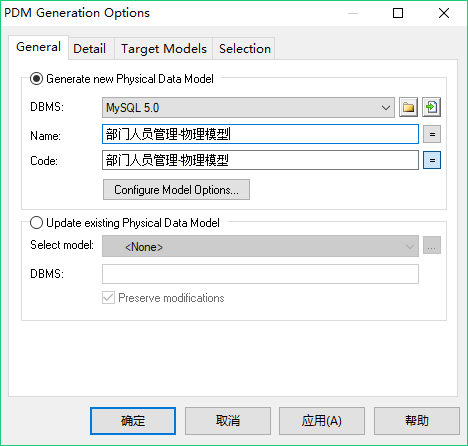 PDM Generation Options
General Detail Target Models Selection
Generate new Physical Data Model
DBMS: MySQL 5.0
Name: 部门人员管理-物理模型 =
Code: 部门人员管理-物理模型 =
Configure Model Options...
Update existing Physical Data Model
Select model: <None> ...
DBMS:
Preserve modifications
确定 取消 应用(A) 帮助